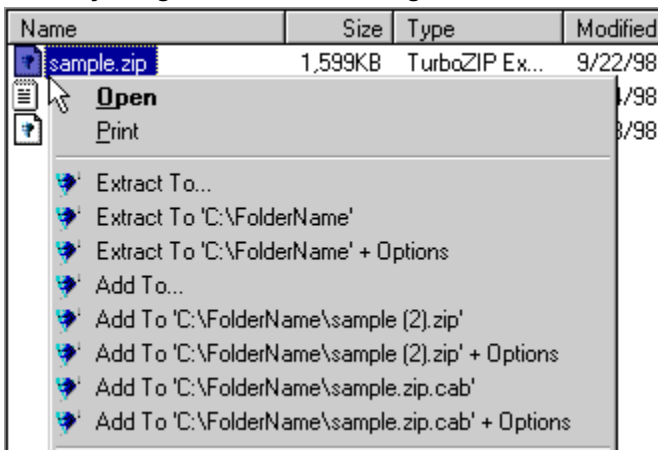 Name Size Type Modified
sample.zip 1,599KB TurboZIP Ex... 9/22/98
Open /98
Print /98
Extract To...
Extract To 'C:\FolderName'
Extract To 'C:\FolderName' + Options
Add To...
Add To 'C:\FolderName\sample (2).zip'
Add To 'C:\FolderName\sample (2).zip' + Options
Add To 'C:\FolderName\sample.zip.cab'
Add To 'C:\FolderName\sample.zip.cab' + Options